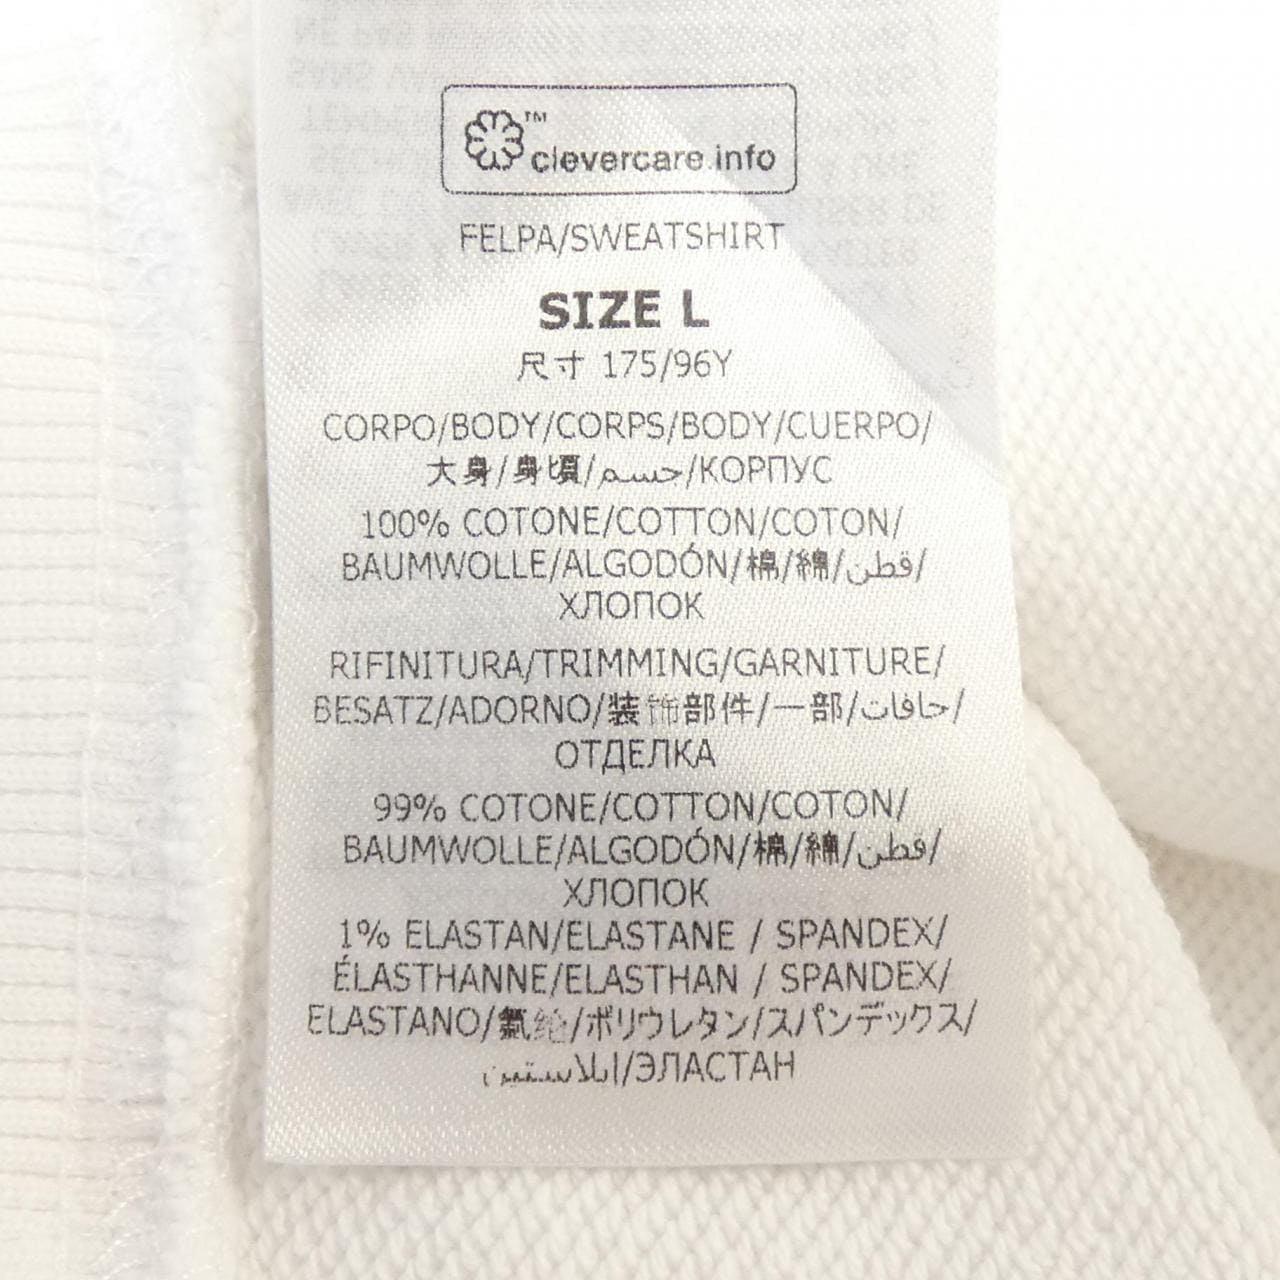 ™ clevercare.info
FELPA/SWEATSHIRT
SIZE L
尺寸 175/96Y
CORPO/BODY/CORPS/BODY/CUERPO/
大身/身頃/جسم/КОРПУС
100% COTONE/COTTON/COTON/
BAUMWOLLE/ALGODÓN/棉/綿/قطن/
ХЛОПОК
RIFINITURA/TRIMMING/GARNITURE/
BESATZ/ADORNO/装饰部件/一部/حافات/
ОТДЕЛКА
99% COTONE/COTTON/COTON/
BAUMWOLLE/ALGODÓN/棉/綿/قطن/
ХЛОПОК
1% ELASTAN/ELASTANE / SPANDEX/
ÉLASTHANNE/ELASTHAN / SPANDEX/
ELASTANO/氨纶/ポリウレタン/スパンデックス/
ايلاستين/ЭЛАСТАН